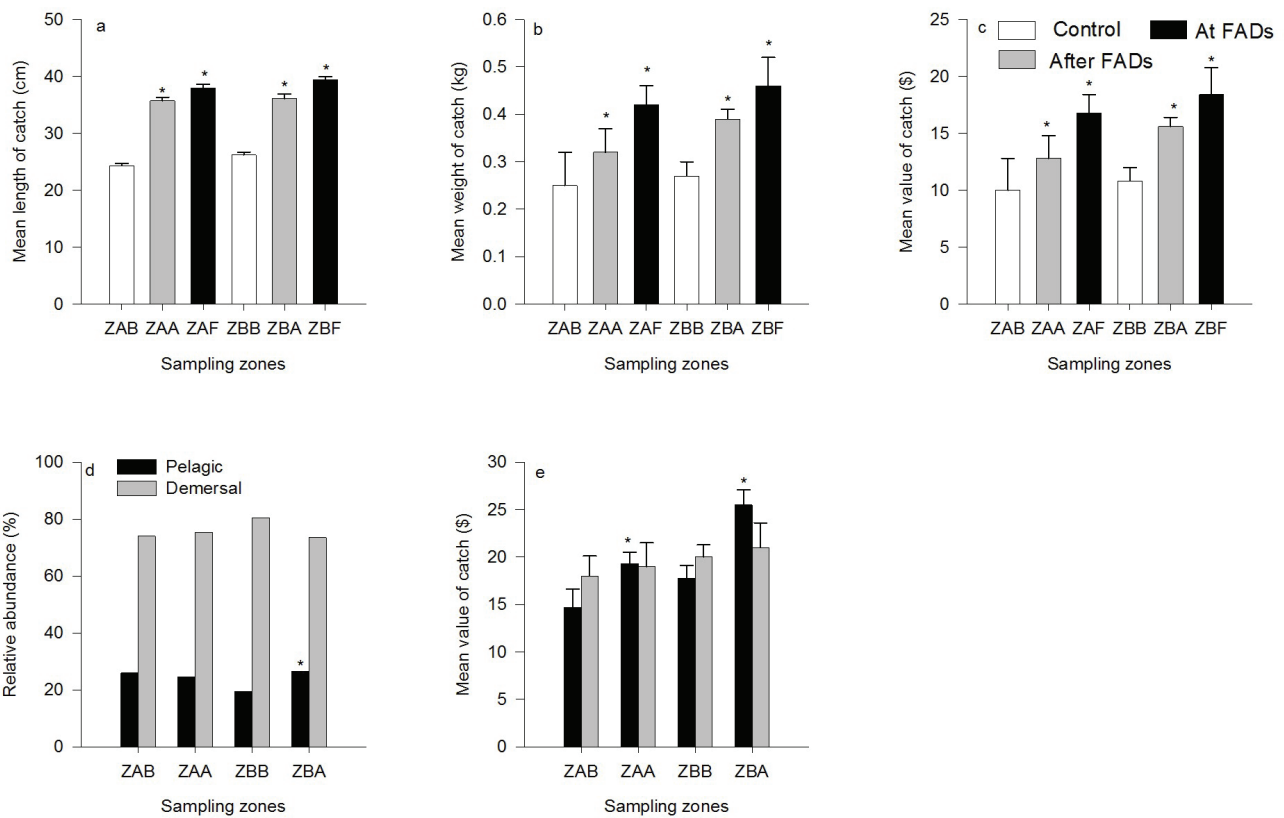 a
Mean length of catch (cm)
50
40
30
20
10
0
*
*
*
*
ZAB ZAA ZAF ZBB ZBA ZBF
Sampling zones
b
Mean weight of catch (kg)
0.6
0.5
0.4
0.3
0.2
0.1
0.0
*
*
*
*
ZAB ZAA ZAF ZBB ZBA ZBF
Sampling zones
c
Control
At FADs
After FADs
Mean value of catch ($)
25
20
15
10
5
0
*
*
*
*
ZAB ZAA ZAF ZBB ZBA ZBF
Sampling zones
d
Pelagic
Demersal
Relative abundance (%)
100
80
60
40
20
0
*
ZAB ZAA ZBB ZBA
Sampling zones
e
Mean value of catch ($)
30
25
20
15
10
5
0
*
*
ZAB ZAA ZBB ZBA
Sampling zones